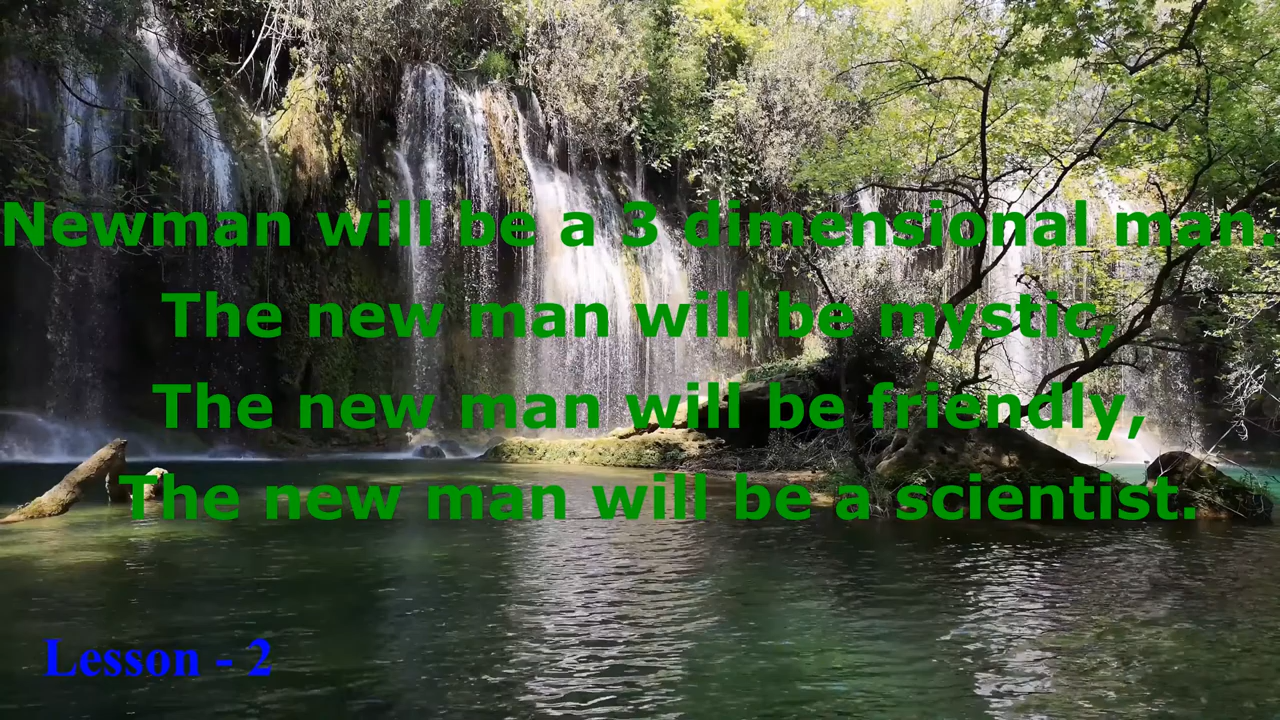 Newman will be a 3 dimensional man.
The new man will be mystic,
The new man will be friendly,
The new man will be a scientist.
Lesson - 2